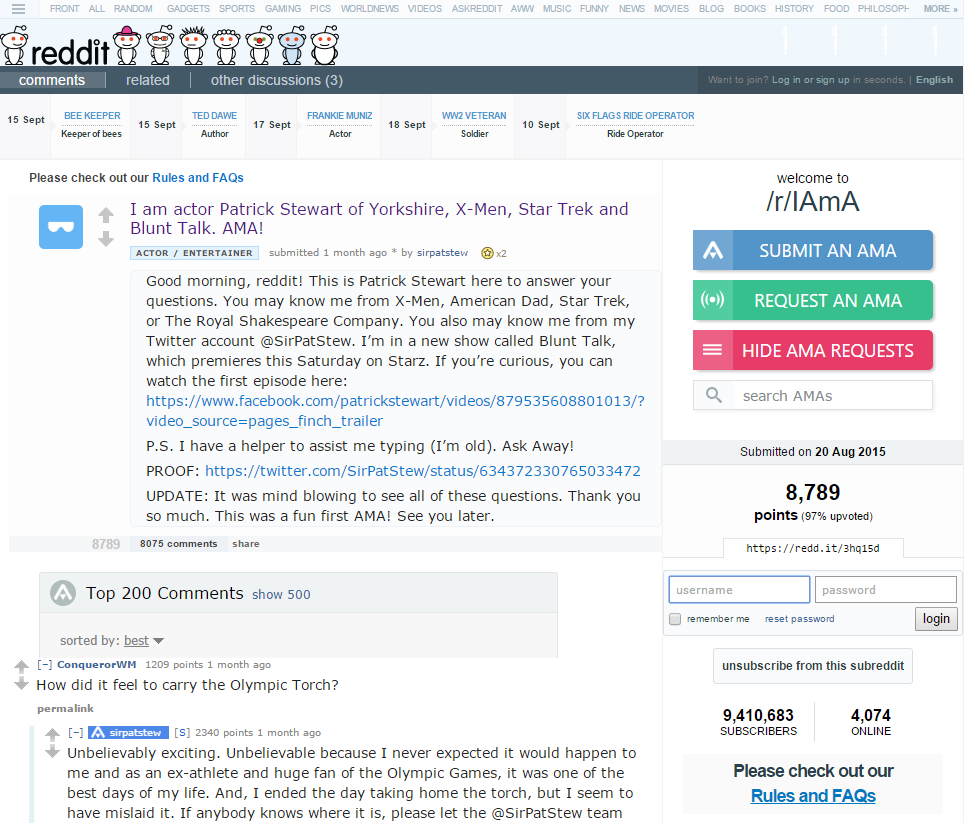 FRONT ALL RANDOM GADGETS SPORTS GAMING PICS WORLDNEWS VIDEOS ASKREDDIT AWW MUSIC FUNNY NEWS MOVIES BLOG BOOKS HISTORY FOOD PHILOSOPH MORE »
reddit
comments related other discussions (3)
Want to join? Log in or sign up in seconds. | English
15 Sept BEE KEEPER 15 Sept TED DAWE 17 Sept FRANKIE MUNIZ 18 Sept WW2 VETERAN 10 Sept SIX FLAGS RIDE OPERATOR
Keeper of bees Author Actor Soldier Ride Operator
Please check out our Rules and FAQs
I am actor Patrick Stewart of Yorkshire, X-Men, Star Trek and
Blunt Talk. AMA!
ACTOR / ENTERTAINER submitted 1 month ago * by sirpatstew x2
Good morning, reddit! This is Patrick Stewart here to answer your
questions. You may know me from X-Men, American Dad, Star Trek,
or The Royal Shakespeare Company. You also may know me from my
Twitter account @SirPatStew. I'm in a new show called Blunt Talk,
which premieres this Saturday on Starz. If you're curious, you can
watch the first episode here:
https://www.facebook.com/patrickstewart/videos/879535608801013/?
video_source=pages_finch_trailer
P.S. I have a helper to assist me typing (I'm old). Ask Away!
PROOF: https://twitter.com/SirPatStew/status/634372330765033472
UPDATE: It was mind blowing to see all of these questions. Thank you
so much. This was a fun first AMA! See you later.
8789 8075 comments share
Top 200 Comments show 500
sorted by: best
[–] ConquerorWM 1209 points 1 month ago
How did it feel to carry the Olympic Torch?
permalink
[–] sirpatstew [S] 2340 points 1 month ago
Unbelievably exciting. Unbelievable because I never expected it would happen to
me and as an ex-athlete and huge fan of the Olympic Games, it was one of the
best days of my life. And, I ended the day taking home the torch, but I seem to
have mislaid it. If anybody knows where it is, please let the @SirPatStew team
welcome to
/r/IAmA
SUBMIT AN AMA
REQUEST AN AMA
HIDE AMA REQUESTS
search AMAs
Submitted on 20 Aug 2015
8,789
points (97% upvoted)
https://redd.it/3hq15d
username password
remember me reset password login
unsubscribe from this subreddit
9,410,683 4,074
SUBSCRIBERS ONLINE
Please check out our
Rules and FAQs